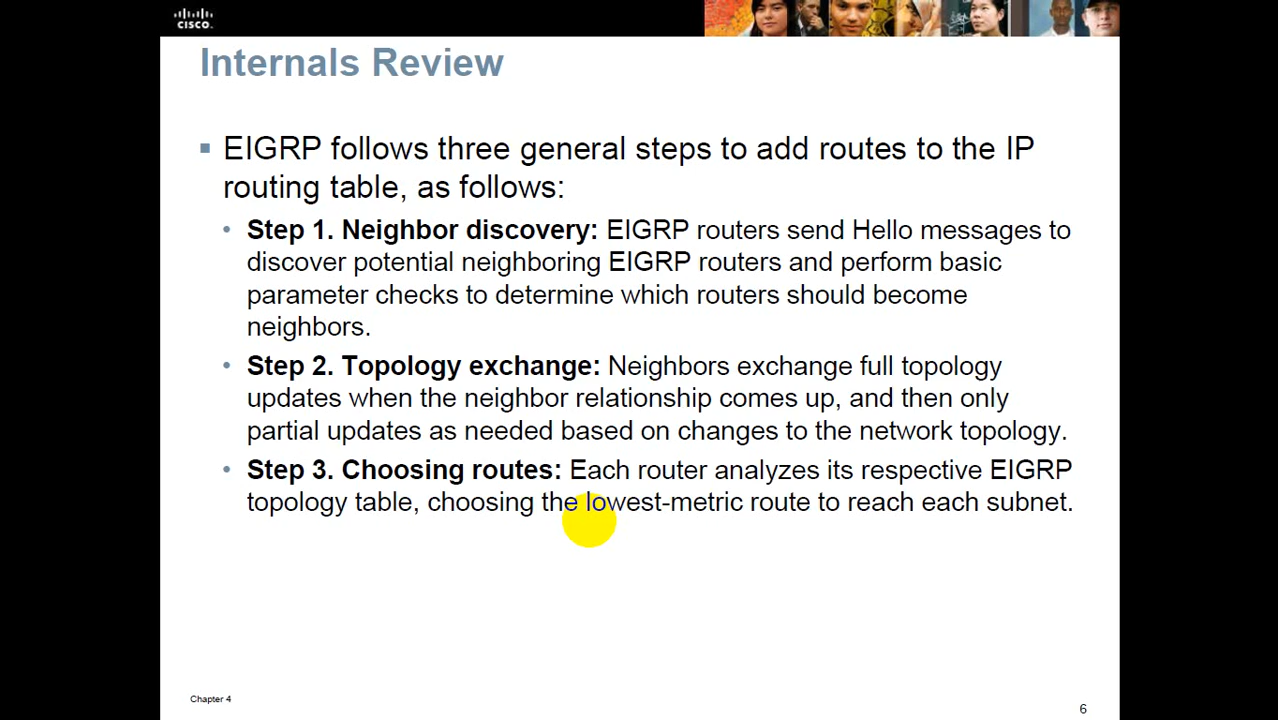 CISCO
Internals Review
▪ EIGRP follows three general steps to add routes to the IP
routing table, as follows:
• Step 1. Neighbor discovery: EIGRP routers send Hello messages to
discover potential neighboring EIGRP routers and perform basic
parameter checks to determine which routers should become
neighbors.
• Step 2. Topology exchange: Neighbors exchange full topology
updates when the neighbor relationship comes up, and then only
partial updates as needed based on changes to the network topology.
• Step 3. Choosing routes: Each router analyzes its respective EIGRP
topology table, choosing the lowest-metric route to reach each subnet.
Chapter 4
6